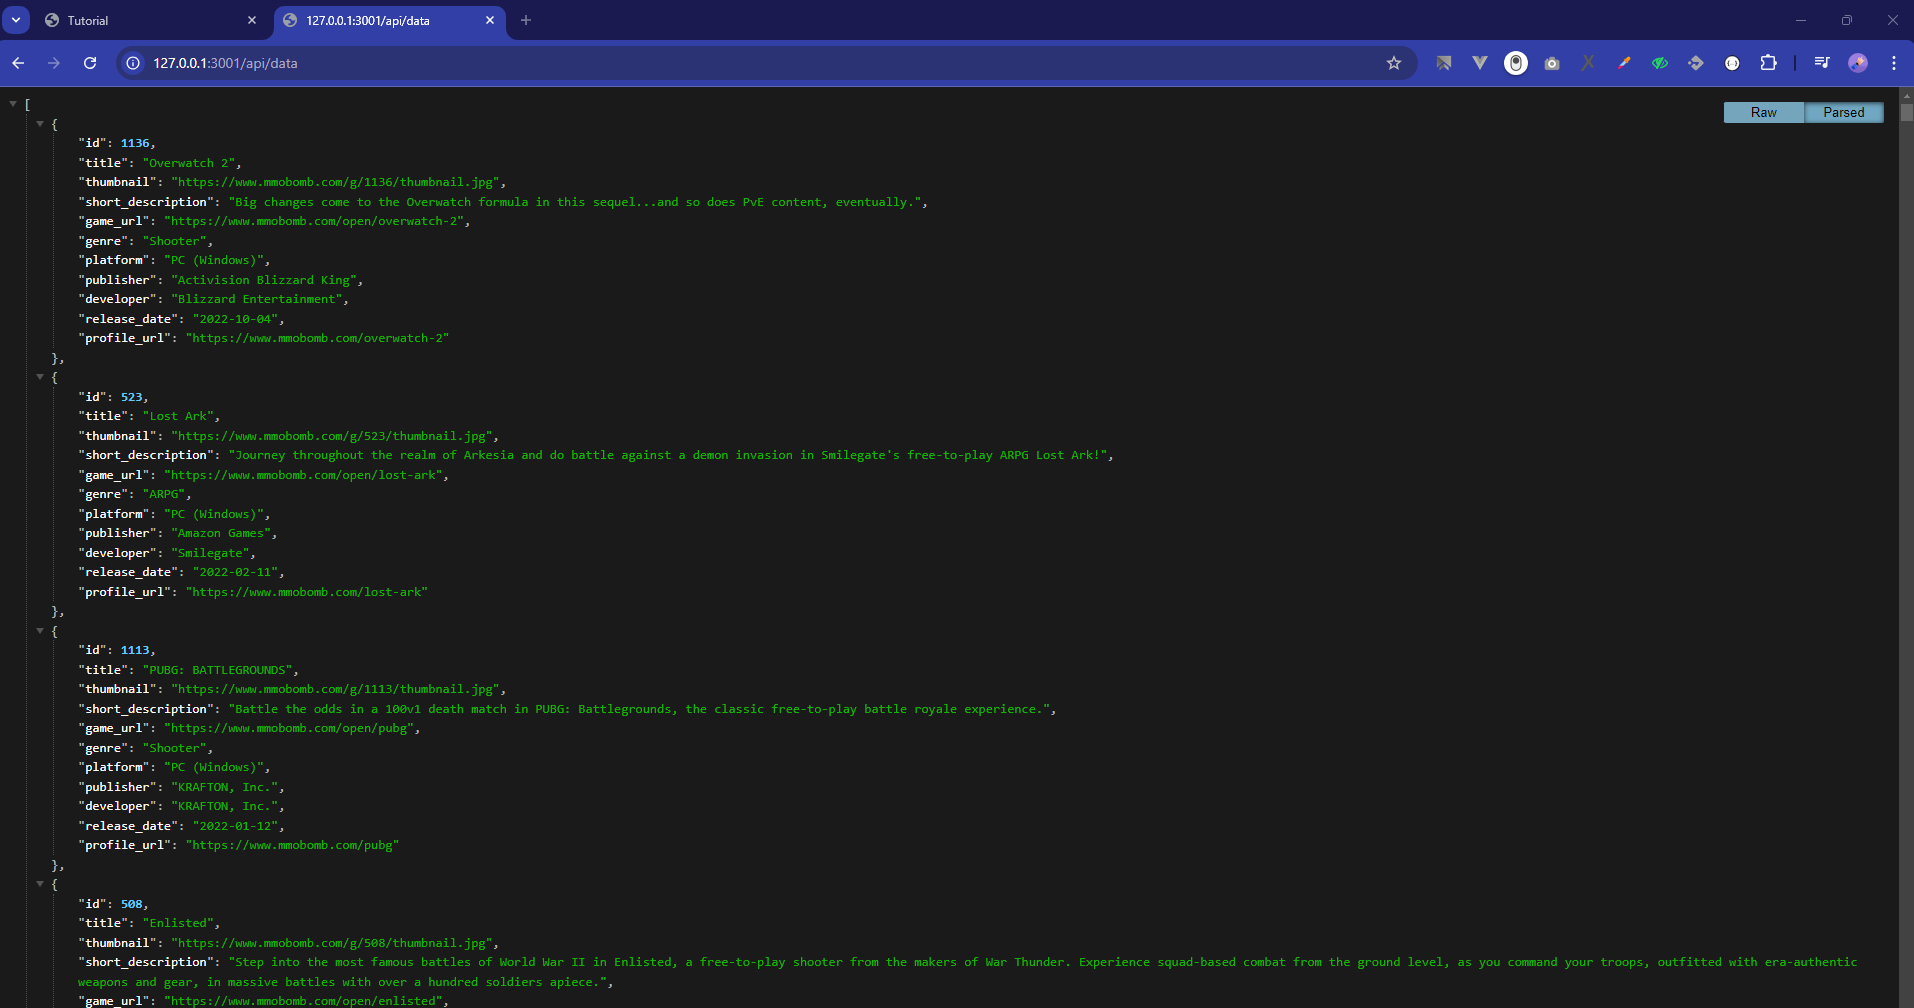 Tutorial
127.0.0.1:3001/api/data
127.0.0.1:3001/api/data
Raw Parsed
[
{
"id": 1136,
"title": "Overwatch 2",
"thumbnail": "https://www.mmobomb.com/g/1136/thumbnail.jpg",
"short_description": "Big changes come to the Overwatch formula in this sequel...and so does PvE content, eventually.",
"game_url": "https://www.mmobomb.com/open/overwatch-2",
"genre": "Shooter",
"platform": "PC (Windows)",
"publisher": "Activision Blizzard King",
"developer": "Blizzard Entertainment",
"release_date": "2022-10-04",
"profile_url": "https://www.mmobomb.com/overwatch-2"
},
{
"id": 523,
"title": "Lost Ark",
"thumbnail": "https://www.mmobomb.com/g/523/thumbnail.jpg",
"short_description": "Journey throughout the realm of Arkesia and do battle against a demon invasion in Smilegate's free-to-play ARPG Lost Ark!",
"game_url": "https://www.mmobomb.com/open/lost-ark",
"genre": "ARPG",
"platform": "PC (Windows)",
"publisher": "Amazon Games",
"developer": "Smilegate",
"release_date": "2022-02-11",
"profile_url": "https://www.mmobomb.com/lost-ark"
},
{
"id": 1113,
"title": "PUBG: BATTLEGROUNDS",
"thumbnail": "https://www.mmobomb.com/g/1113/thumbnail.jpg",
"short_description": "Battle the odds in a 100v1 death match in PUBG: Battlegrounds, the classic free-to-play battle royale experience.",
"game_url": "https://www.mmobomb.com/open/pubg",
"genre": "Shooter",
"platform": "PC (Windows)",
"publisher": "KRAFTON, Inc.",
"developer": "KRAFTON, Inc.",
"release_date": "2022-01-12",
"profile_url": "https://www.mmobomb.com/pubg"
},
{
"id": 508,
"title": "Enlisted",
"thumbnail": "https://www.mmobomb.com/g/508/thumbnail.jpg",
"short_description": "Step into the most famous battles of World War II in Enlisted, a free-to-play shooter from the makers of War Thunder. Experience squad-based combat from the ground level, as you command your troops, outfitted with era-authentic
weapons and gear, in massive battles with over a hundred soldiers apiece.",
"game_url": "https://www.mmobomb.com/open/enlisted",